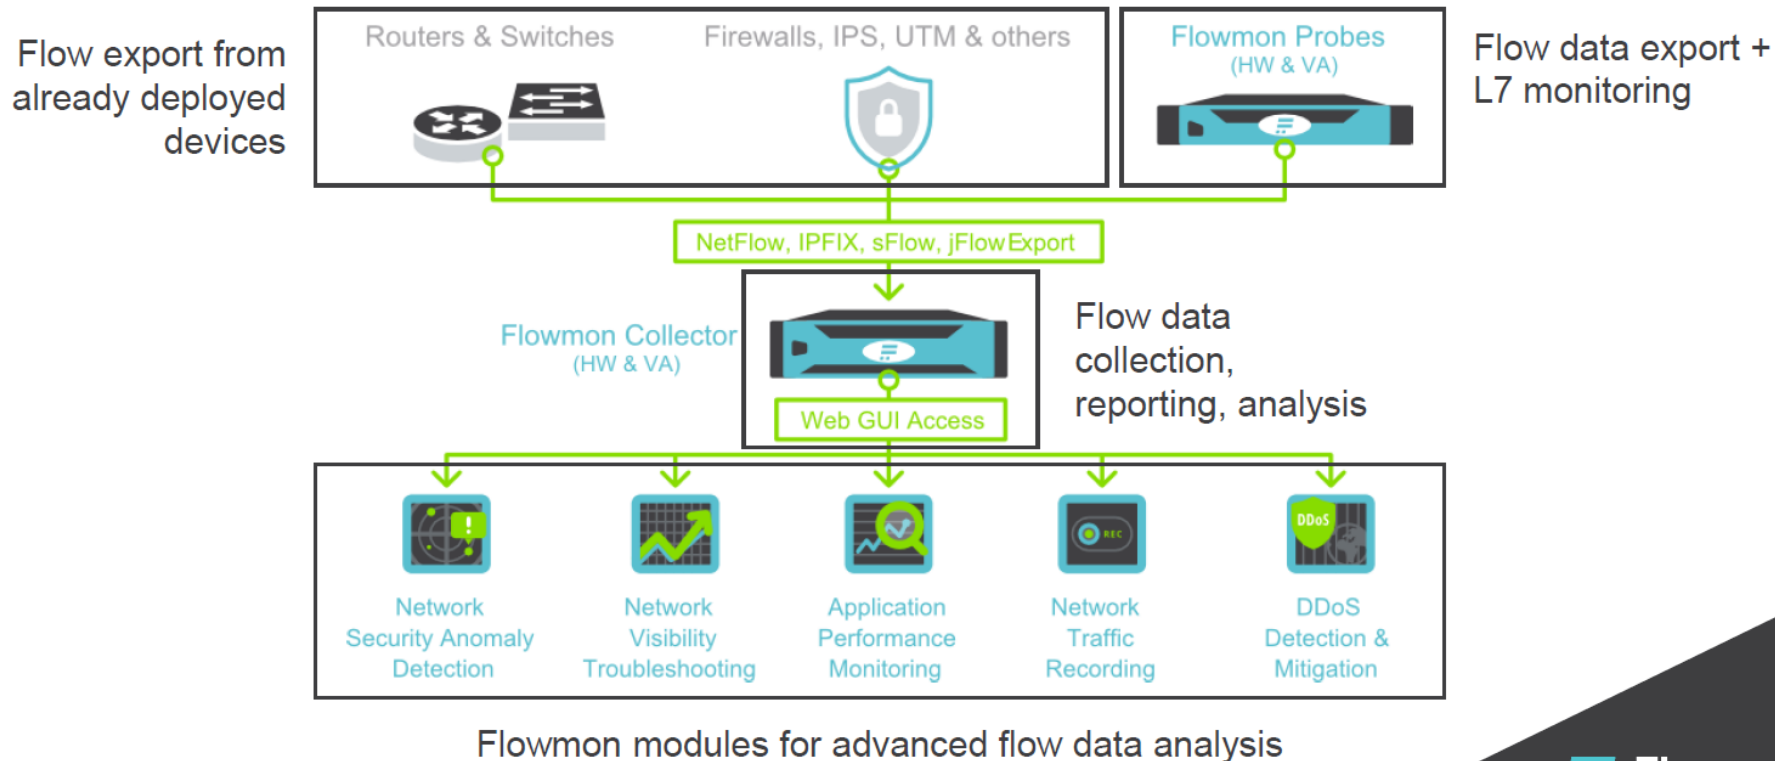 Flow export from
already deployed
devices
Routers & Switches
Firewalls, IPS, UTM & others
Flowmon Probes
(HW & VA)
Flow data export +
L7 monitoring
NetFlow, IPFIX, sFlow, jFlow Export
Flowmon Collector
(HW & VA)
Web GUI Access
Flow data
collection,
reporting, analysis
!
REC
DDoS
Network
Security Anomaly
Detection
Network
Visibility
Troubleshooting
Application
Performance
Monitoring
Network
Traffic
Recording
DDoS
Detection &
Mitigation
Flowmon modules for advanced flow data analysis